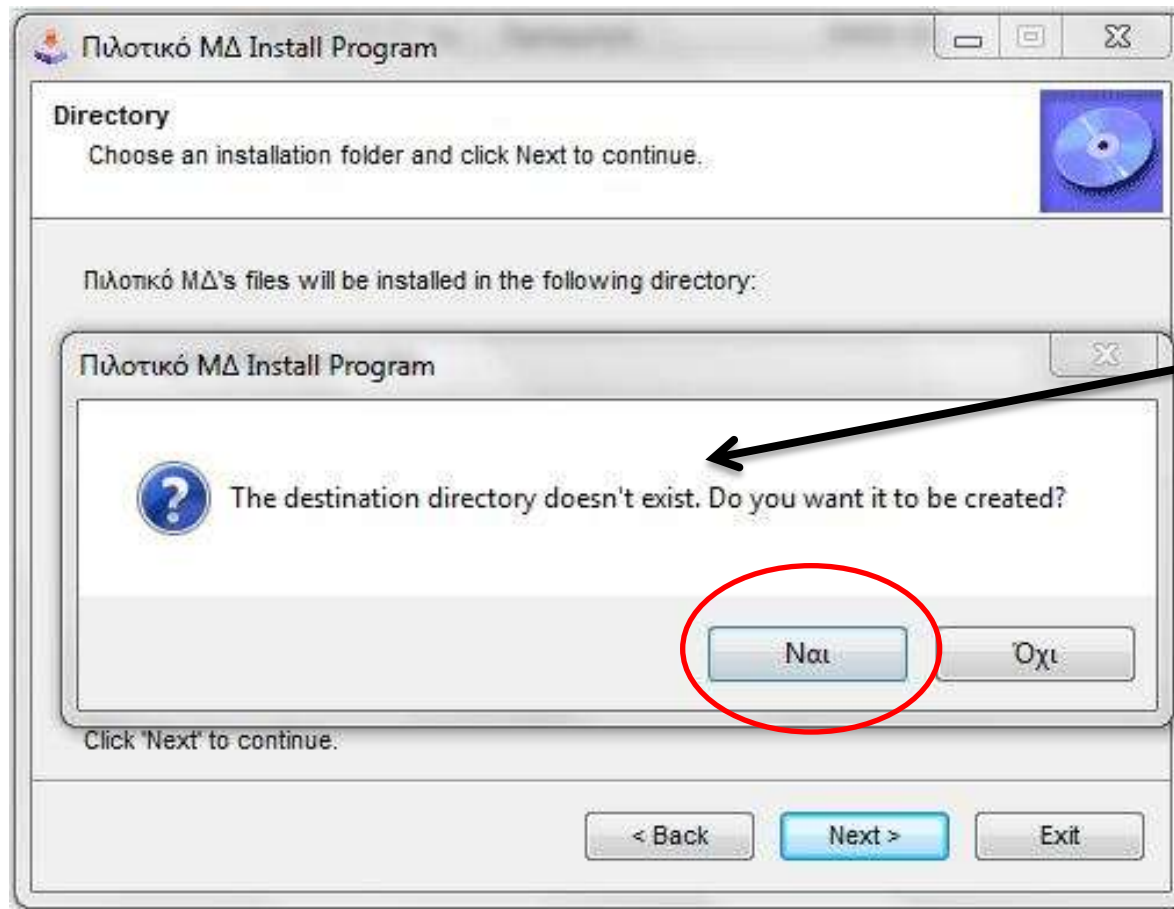 Πιλοτικό ΜΔ Install Program
Directory
Choose an installation folder and click Next to continue.
Πιλοτικό ΜΔ's files will be installed in the following directory:
Πιλοτικό ΜΔ Install Program
The destination directory doesn't exist. Do you want it to be created?
Ναι
Όχι
Click 'Next' to continue.
< Back
Next >
Exit